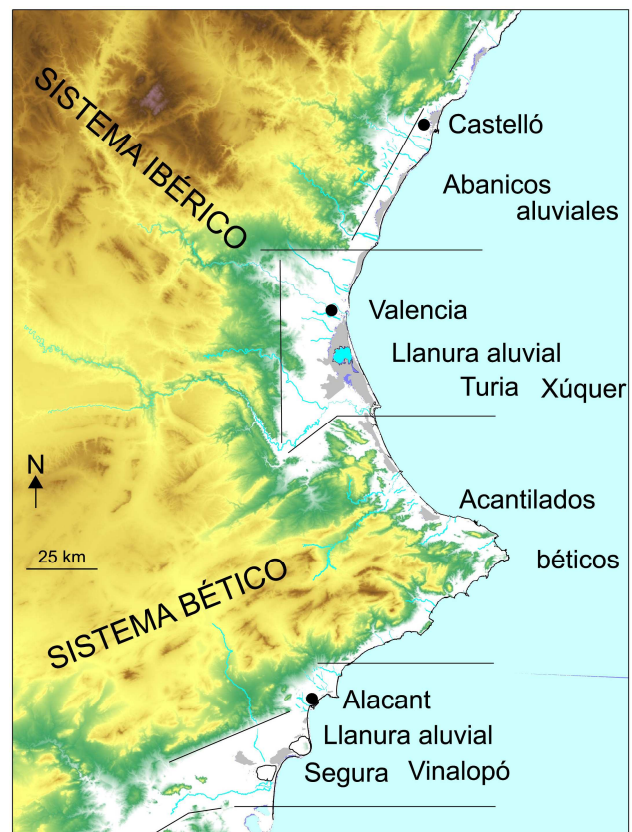 SISTEMA IBÉRICO
Castelló
Abanicos
aluviales
Valencia
Llanura aluvial
Turia Xúquer
N
25 km
Acantilados
béticos
SISTEMA BÉTICO
Alacant
Llanura aluvial
Segura Vinalopó